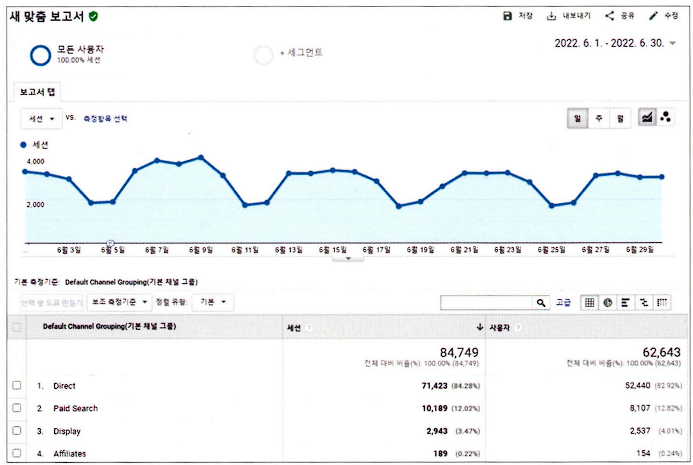 새 맞춤 보고서
저장 내보내기 공유 수정
모든 사용자
100.00% 세션
+ 세그먼트
2022. 6. 1. - 2022. 6. 30.
보고서 탭
세션 VS. 측정항목 선택
일 주 월
세션
4,000
2,000
... 6월 3일 6월 5일 6월 7일 6월 9일 6월 11일 6월 13일 6월 15일 6월 17일 6월 19일 6월 21일 6월 23일 6월 25일 6월 27일 6월 29일
기본 측정기준: Default Channel Grouping(기본 채널 그룹)
보조 측정기준 정렬 유형: 기본 고급
Default Channel Grouping(기본 채널 그룹) 세션 ? 사용자 ?
84,749 62,643
전체 대비 비율(%): 100.00% (84,749) 전체 대비 비율(%): 100.00% (62,643)
1. Direct 71,423 (84.28%) 52,440 (82.92%)
2. Paid Search 10,189 (12.02%) 8,107 (12.82%)
3. Display 2,943 (3.47%) 2,537 (4.01%)
4. Affiliates 189 (0.22%) 154 (0.24%)